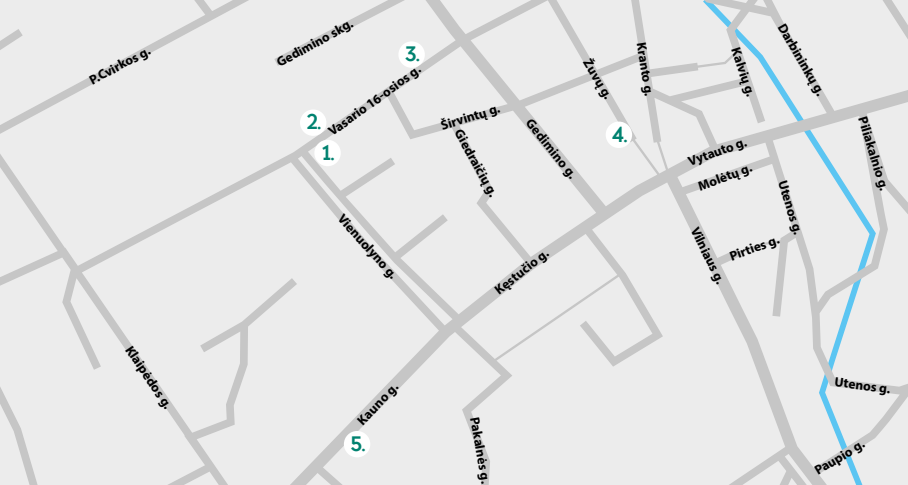 P.Cvirkos g.
Gedimino skg.
3.
Vasario 16-osios g.
2.
1.
Širvintų g.
Giedraičių g.
Gedimino g.
Žuvų g.
Kranto g.
Kalvių g.
Darbininkų g.
4.
Vytauto g.
Molėtų g.
Piliakalnio g.
Utenos g.
Pirties g.
Vilniaus g.
Vienuolyno g.
Kęstučio g.
Klaipėdos g.
Kauno g.
5.
Pakalnės g.
Utenos g.
Paupio g.